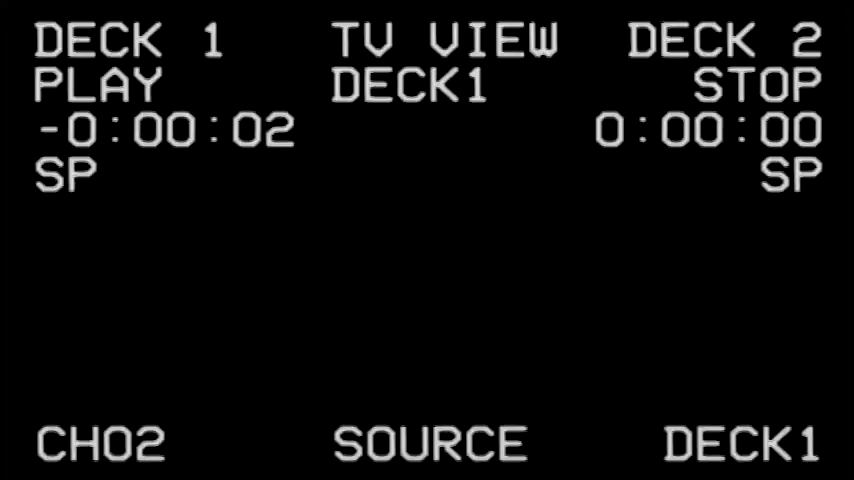 DECK 1 TV VIEW DECK 2
PLAY DECK1 STOP
-0:00:02 0:00:00
SP SP
CH02 SOURCE DECK1